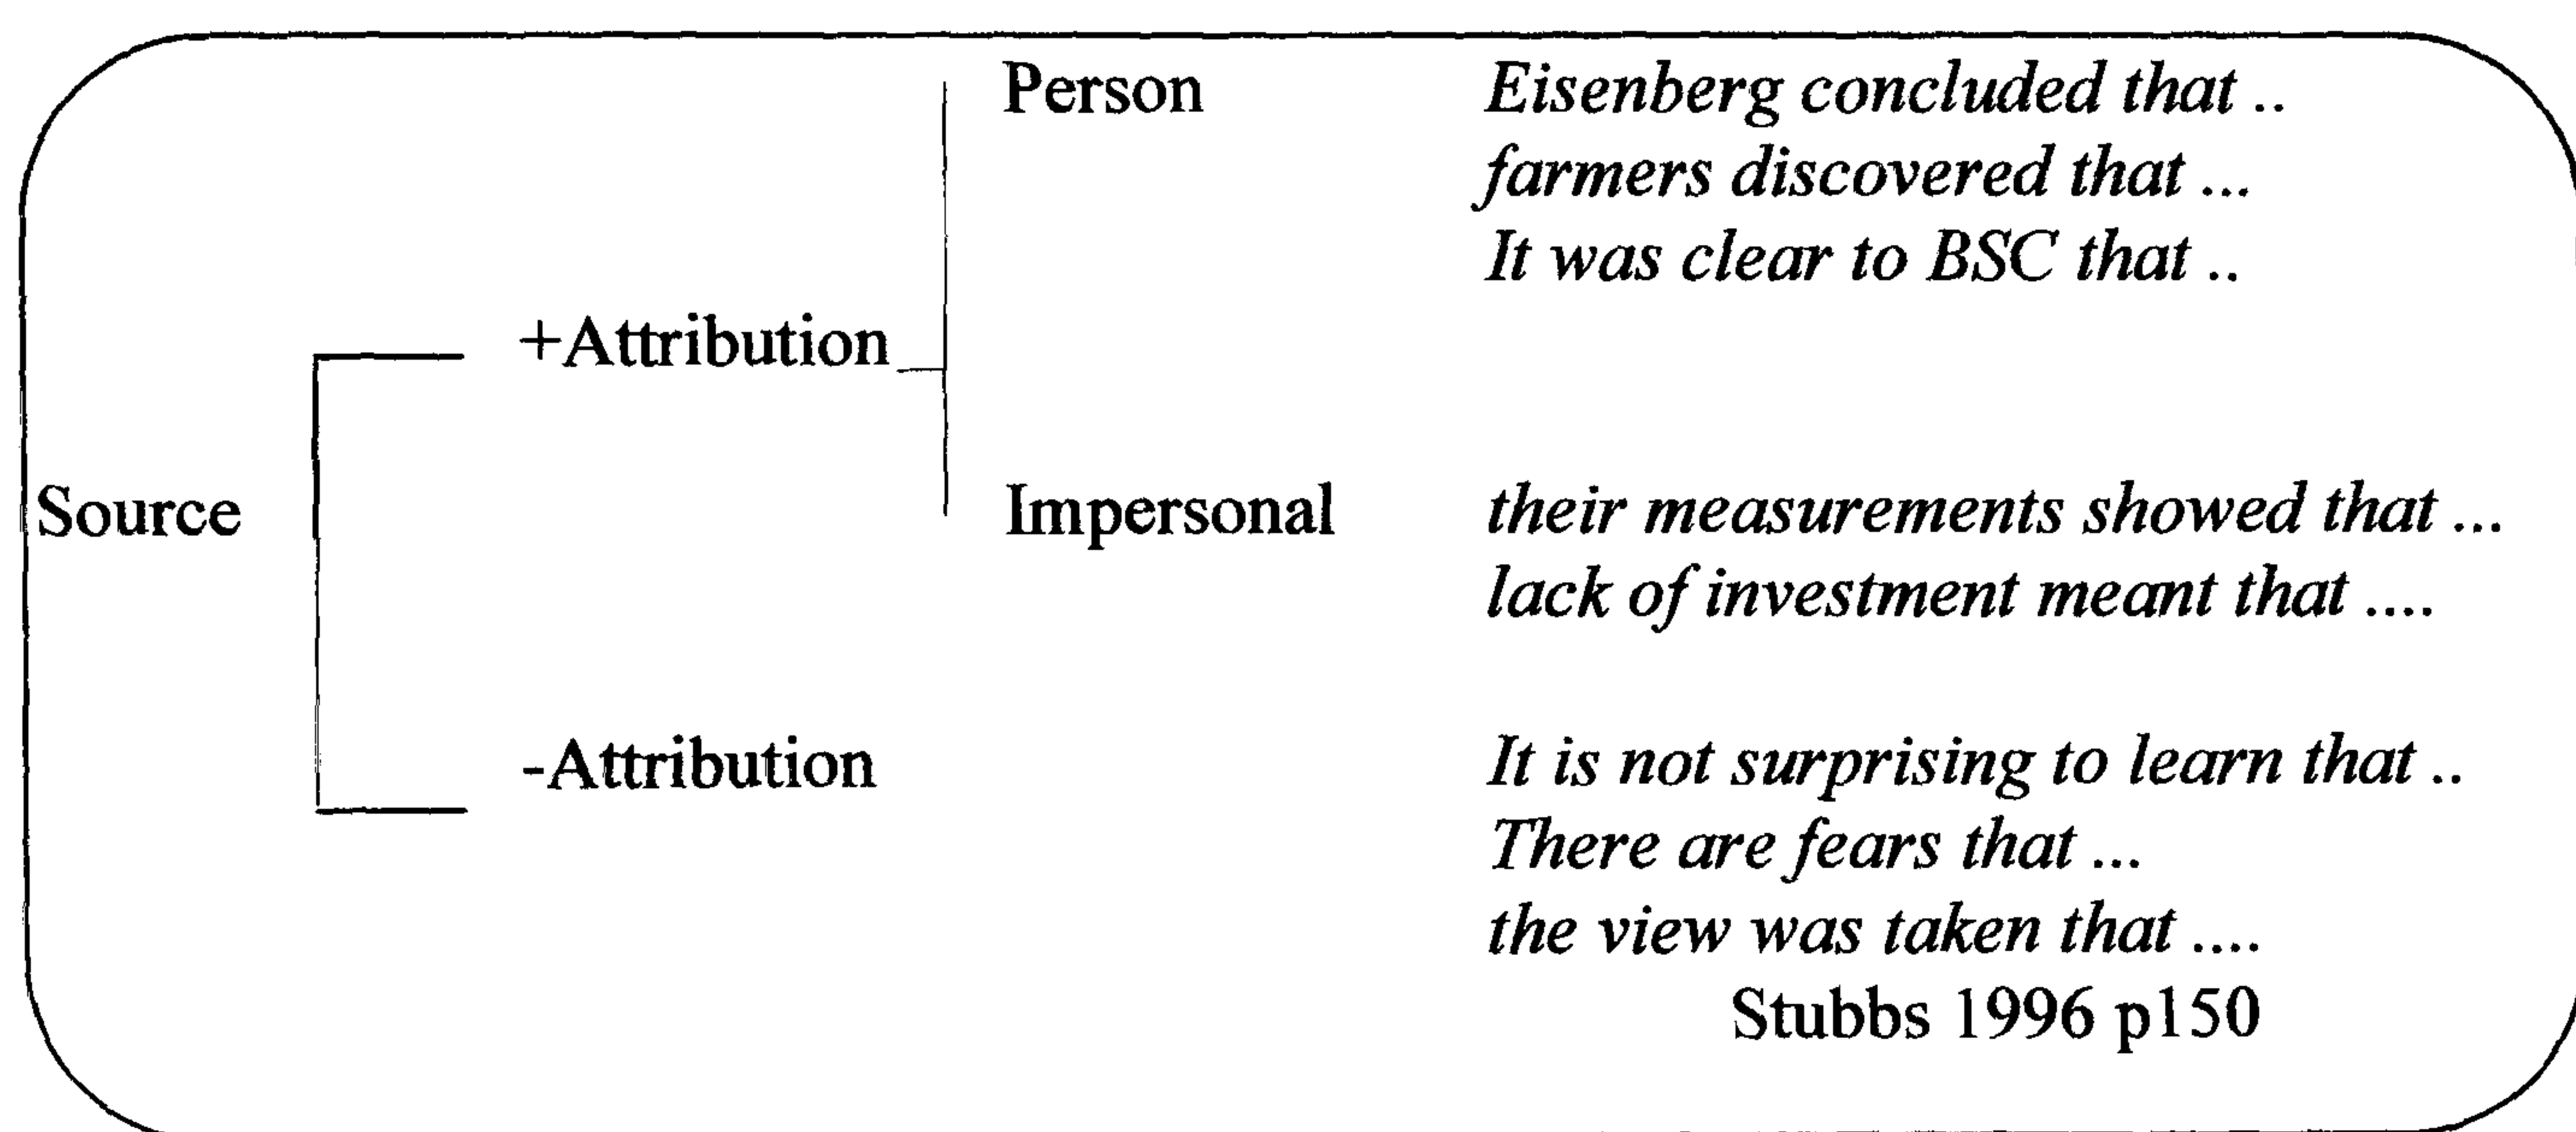 Person Eisenberg concluded that ..
farmers discovered that ...
It was clear to BSC that ..
+Attribution
Source Impersonal their measurements showed that ...
lack of investment meant that ....
-Attribution It is not surprising to learn that ..
There are fears that ...
the view was taken that ....
Stubbs 1996 p150